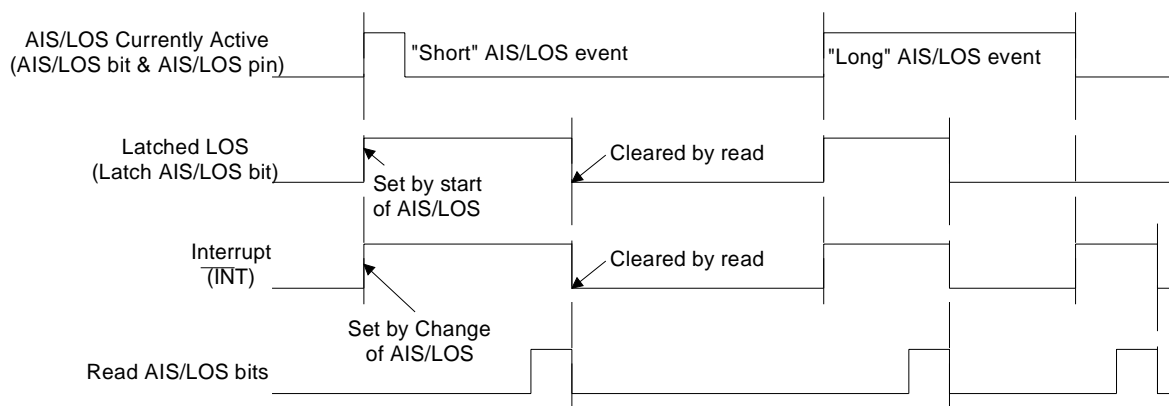 AIS/LOS Currently Active
(AIS/LOS bit & AIS/LOS pin)
"Short" AIS/LOS event
"Long" AIS/LOS event
Latched LOS
(Latch AIS/LOS bit)
Set by start
of AIS/LOS
Cleared by read
Interrupt
(INT)
Set by Change
of AIS/LOS
Cleared by read
Read AIS/LOS bits